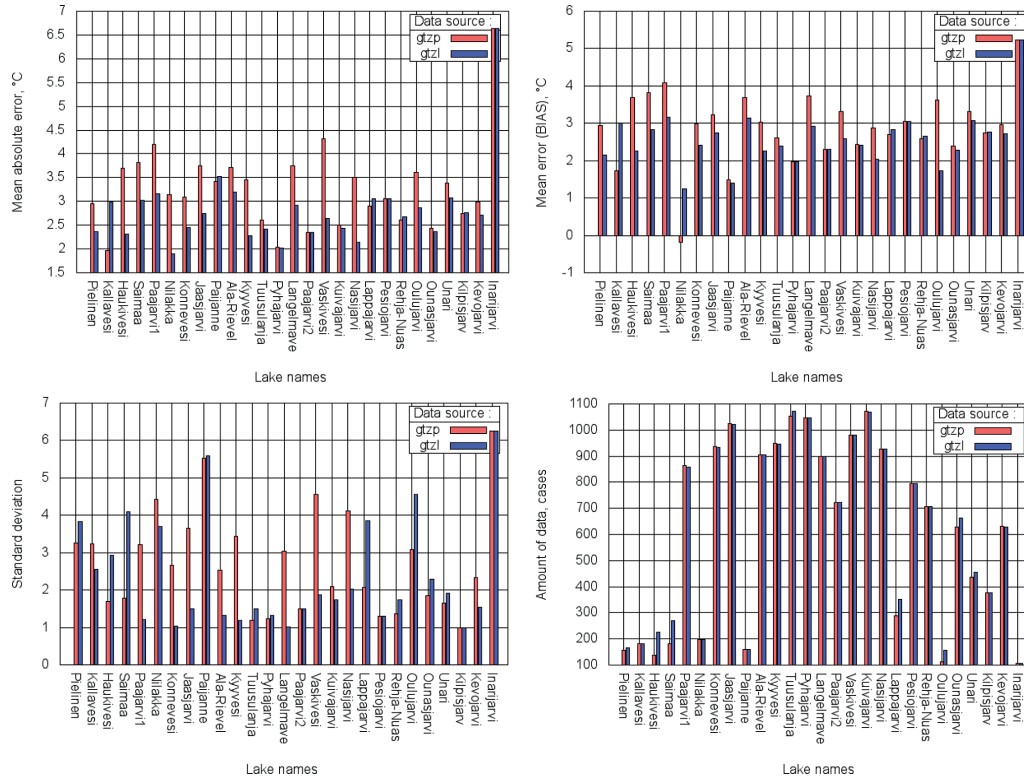 Mean absolute error, °C
7
6.5
6
5.5
5
4.5
4
3.5
3
2.5
2
1.5
Data source :
gtzp
gtzl
Pielinen
Kallavesi
Haukivesi
Saimaa
Paajarvi1
Nilakka
Konnevesi
Jaasjarvi
Paijanne
Ala-Rievel
Kyyvesi
Tuusulanja
Pyhajarvi
Langelmave
Paajarvi2
Vaskivesi
Kuivajarvi
Nasijarvi
Lappajarvi
Pesiojarvi
Rehja-Nuas
Oulujarvi
Ounasjarvi
Unari
Kilpisjarv
Kevojarvi
Inarijarvi
Lake names
Mean error (BIAS), °C
6
5
4
3
2
1
0
-1
Data source :
gtzp
gtzl
Pielinen
Kallavesi
Haukivesi
Saimaa
Paajarvi1
Nilakka
Konnevesi
Jaasjarvi
Paijanne
Ala-Rievel
Kyyvesi
Tuusulanja
Pyhajarvi
Langelmave
Paajarvi2
Vaskivesi
Kuivajarvi
Nasijarvi
Lappajarvi
Pesiojarvi
Rehja-Nuas
Oulujarvi
Ounasjarvi
Unari
Kilpisjarv
Kevojarvi
Inarijarvi
Lake names
Standard deviation
7
6
5
4
3
2
1
0
Data source :
gtzp
gtzl
Pielinen
Kallavesi
Haukivesi
Saimaa
Paajarvi1
Nilakka
Konnevesi
Jaasjarvi
Paijanne
Ala-Rievel
Kyyvesi
Tuusulanja
Pyhajarvi
Langelmave
Paajarvi2
Vaskivesi
Kuivajarvi
Nasijarvi
Lappajarvi
Pesiojarvi
Rehja-Nuas
Oulujarvi
Ounasjarvi
Unari
Kilpisjarv
Kevojarvi
Inarijarvi
Lake names
Amount of data, cases
1100
1000
900
800
700
600
500
400
300
200
100
Data source :
gtzp
gtzl
Pielinen
Kallavesi
Haukivesi
Saimaa
Paajarvi1
Nilakka
Konnevesi
Jaasjarvi
Paijanne
Ala-Rievel
Kyyvesi
Tuusulanja
Pyhajarvi
Langelmave
Paajarvi2
Vaskivesi
Kuivajarvi
Nasijarvi
Lappajarvi
Pesiojarvi
Rehja-Nuas
Oulujarvi
Ounasjarvi
Unari
Kilpisjarv
Kevojarvi
Inarijarvi
Lake names